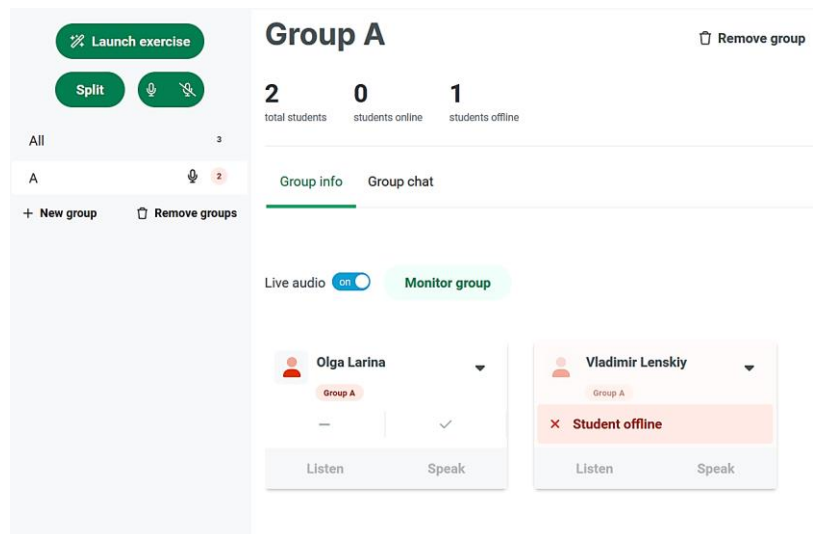 Launch exercise
Split
All 3
A 2
+ New group Remove groups
Group A
Remove group
2 0 1
total students students online students offline
Group info Group chat
Live audio on Monitor group
Olga Larina
Group A
Listen Speak
Vladimir Lenskiy
Group A
Student offline
Listen Speak